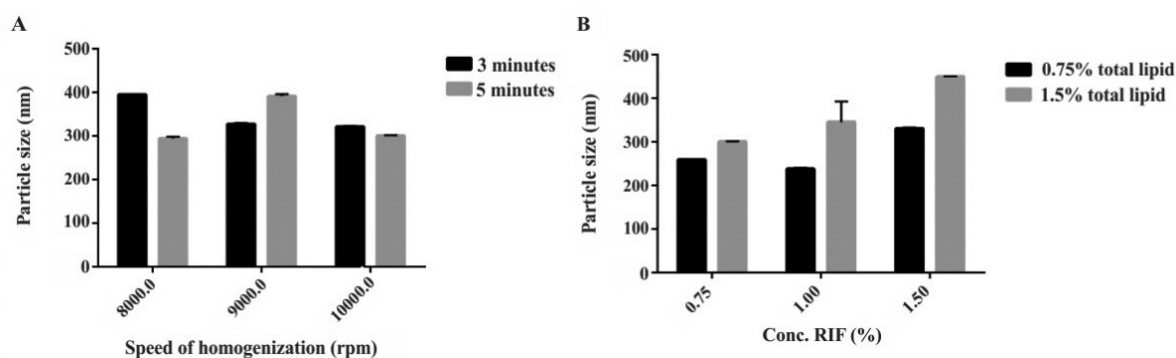 A
500
400
300
200
100
0
Particle size (nm)
8000.0
9000.0
10000.0
Speed of homogenization (rpm)
3 minutes
5 minutes
B
500
400
300
200
100
0
Particle size (nm)
0.75
1.00
1.50
Conc. RIF (%)
0.75% total lipid
1.5% total lipid